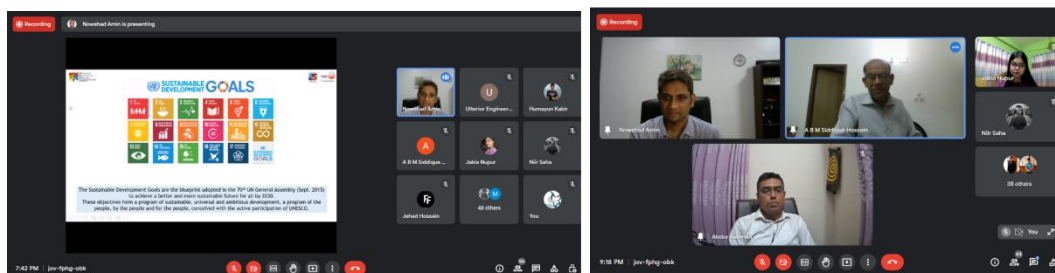 Recording
Nowshad Amin is presenting
SUSTAINABLE
DEVELOPMENT GOALS
The Sustainable Development Goals are the blueprint adopted in the 70th UN General Assembly (Sept. 2015)
to achieve a better and more sustainable future for all by 2030.
These objectives form a program of sustainable, universal and ambitious development, a program of the
people, by the people and for the people, conceived with the active participation of UNESCO.
Nowshad Amin
U
Ulterior Engineer...
Humayun Kabir
A
A B M Siddique ...
Jakia Nupur
Nir Saha
Jehad Hossain
M
48 others
You
7:42 PM | jov-fphg-obk
Recording
Nowshad Amin
A B M Siddique Hossain
Jakia Nupur
Nir Saha
38 others
You
9:18 PM | jov-fphg-obk